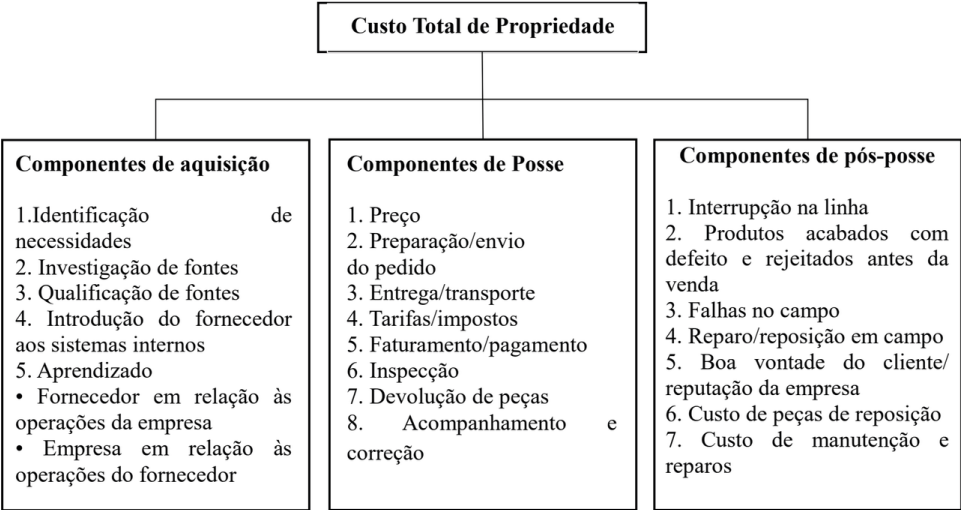 Custo Total de Propriedade
Componentes de aquisição
1.Identificação de
necessidades
2. Investigação de fontes
3. Qualificação de fontes
4. Introdução do fornecedor
aos sistemas internos
5. Aprendizado
• Fornecedor em relação às
operações da empresa
• Empresa em relação às
operações do fornecedor
Componentes de Posse
1. Preço
2. Preparação/envio
do pedido
3. Entrega/transporte
4. Tarifas/impostos
5. Faturamento/pagamento
6. Inspecção
7. Devolução de peças
8. Acompanhamento e
correção
Componentes de pós-posse
1. Interrupção na linha
2. Produtos acabados com
defeito e rejeitados antes da
venda
3. Falhas no campo
4. Reparo/reposição em campo
5. Boa vontade do cliente/
reputação da empresa
6. Custo de peças de reposição
7. Custo de manutenção e
reparos